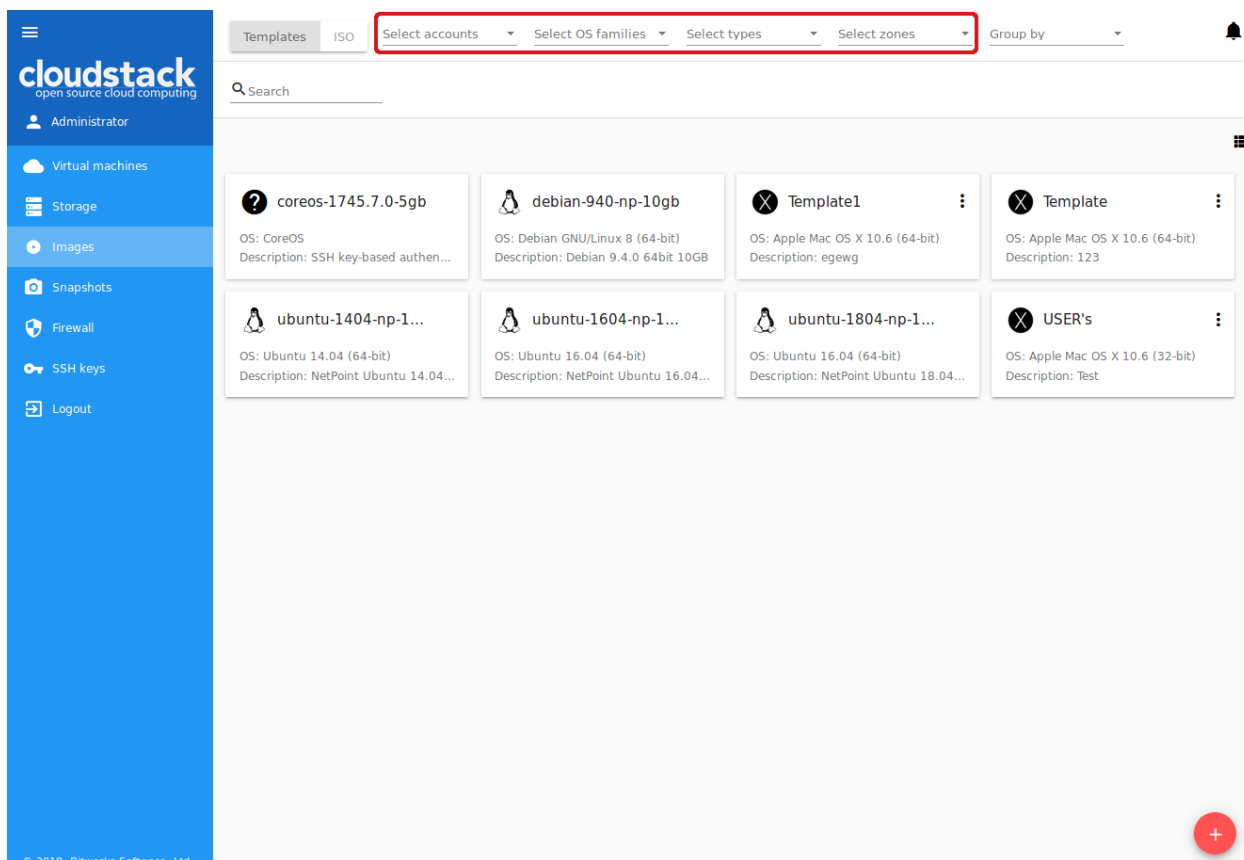 Templates ISO Select accounts Select OS families Select types Select zones Group by
cloudstack
open source cloud computing
Administrator
Search
Virtual machines
Storage
Images
Snapshots
Firewall
SSH keys
Logout
coreos-1745.7.0-5gb
OS: CoreOS
Description: SSH key-based authen...
debian-940-np-10gb
OS: Debian GNU/Linux 8 (64-bit)
Description: Debian 9.4.0 64bit 10GB
Template1
OS: Apple Mac OS X 10.6 (64-bit)
Description: egewg
Template
OS: Apple Mac OS X 10.6 (64-bit)
Description: 123
ubuntu-1404-np-1...
OS: Ubuntu 14.04 (64-bit)
Description: NetPoint Ubuntu 14.04...
ubuntu-1604-np-1...
OS: Ubuntu 16.04 (64-bit)
Description: NetPoint Ubuntu 16.04...
ubuntu-1804-np-1...
OS: Ubuntu 16.04 (64-bit)
Description: NetPoint Ubuntu 18.04...
USER's
OS: Apple Mac OS X 10.6 (32-bit)
Description: Test
© 2018, Bitworks Software, Ltd.